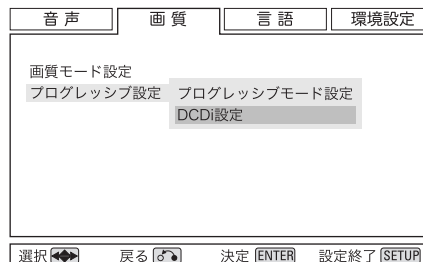 音声 画質 言語 環境設定
画質モード設定
プログレッシブ設定 プログレッシブモード設定
DCDi設定
選択 戻る 決定 ENTER 設定終了 SETUP